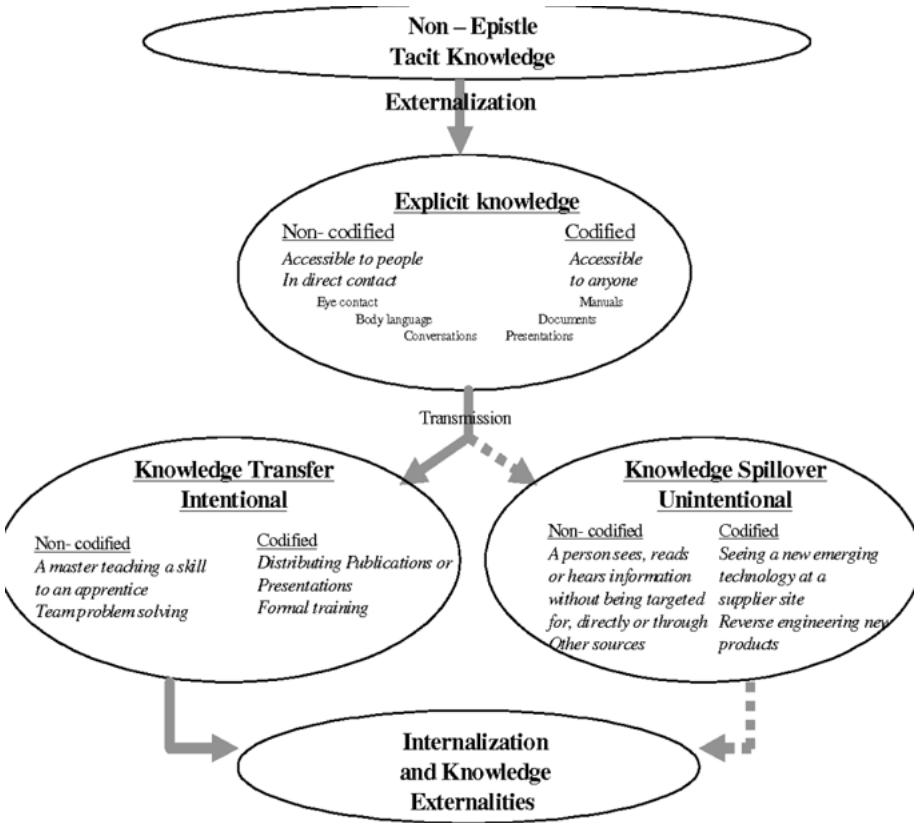 Non – Epistle
Tacit Knowledge
Externalization
Explicit knowledge
Non- codified
Accessible to people
In direct contact
Eye contact
Body language
Conversations
Codified
Accessible
to anyone
Manuals
Documents
Presentations
Transmission
Knowledge Transfer
Intentional
Non- codified
A master teaching a skill
to an apprentice
Team problem solving
Codified
Distributing Publications or
Presentations
Formal training
Knowledge Spillover
Unintentional
Non- codified
A person sees, reads
or hears information
without being targeted
for, directly or through
Other sources
Codified
Seeing a new emerging
technology at a
supplier site
Reverse engineering new
products
Internalization
and Knowledge
Externalities